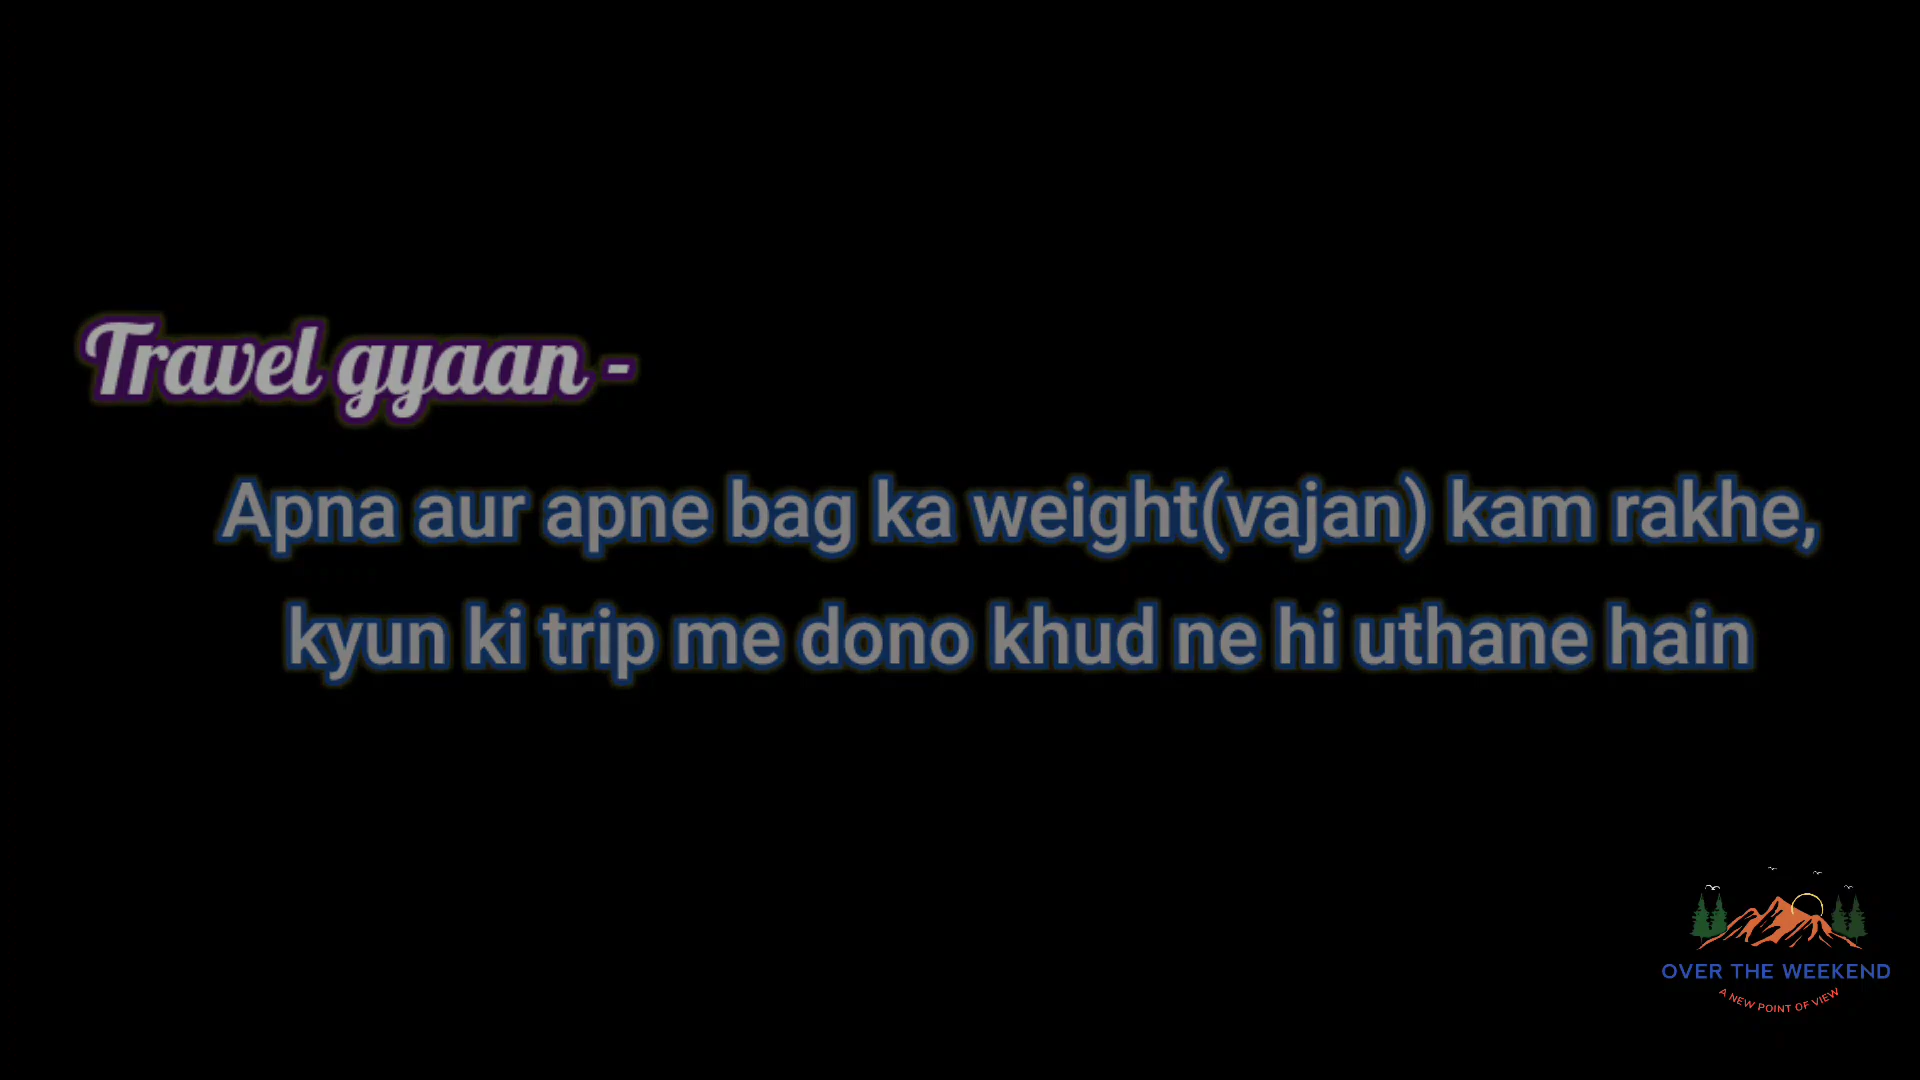 Travel gyaan -
Apna aur apne bag ka weight(vajan) kam rakhe,
kyun ki trip me dono khud ne hi uthane hain
OVER THE WEEKEND
A NEW POINT OF VIEW